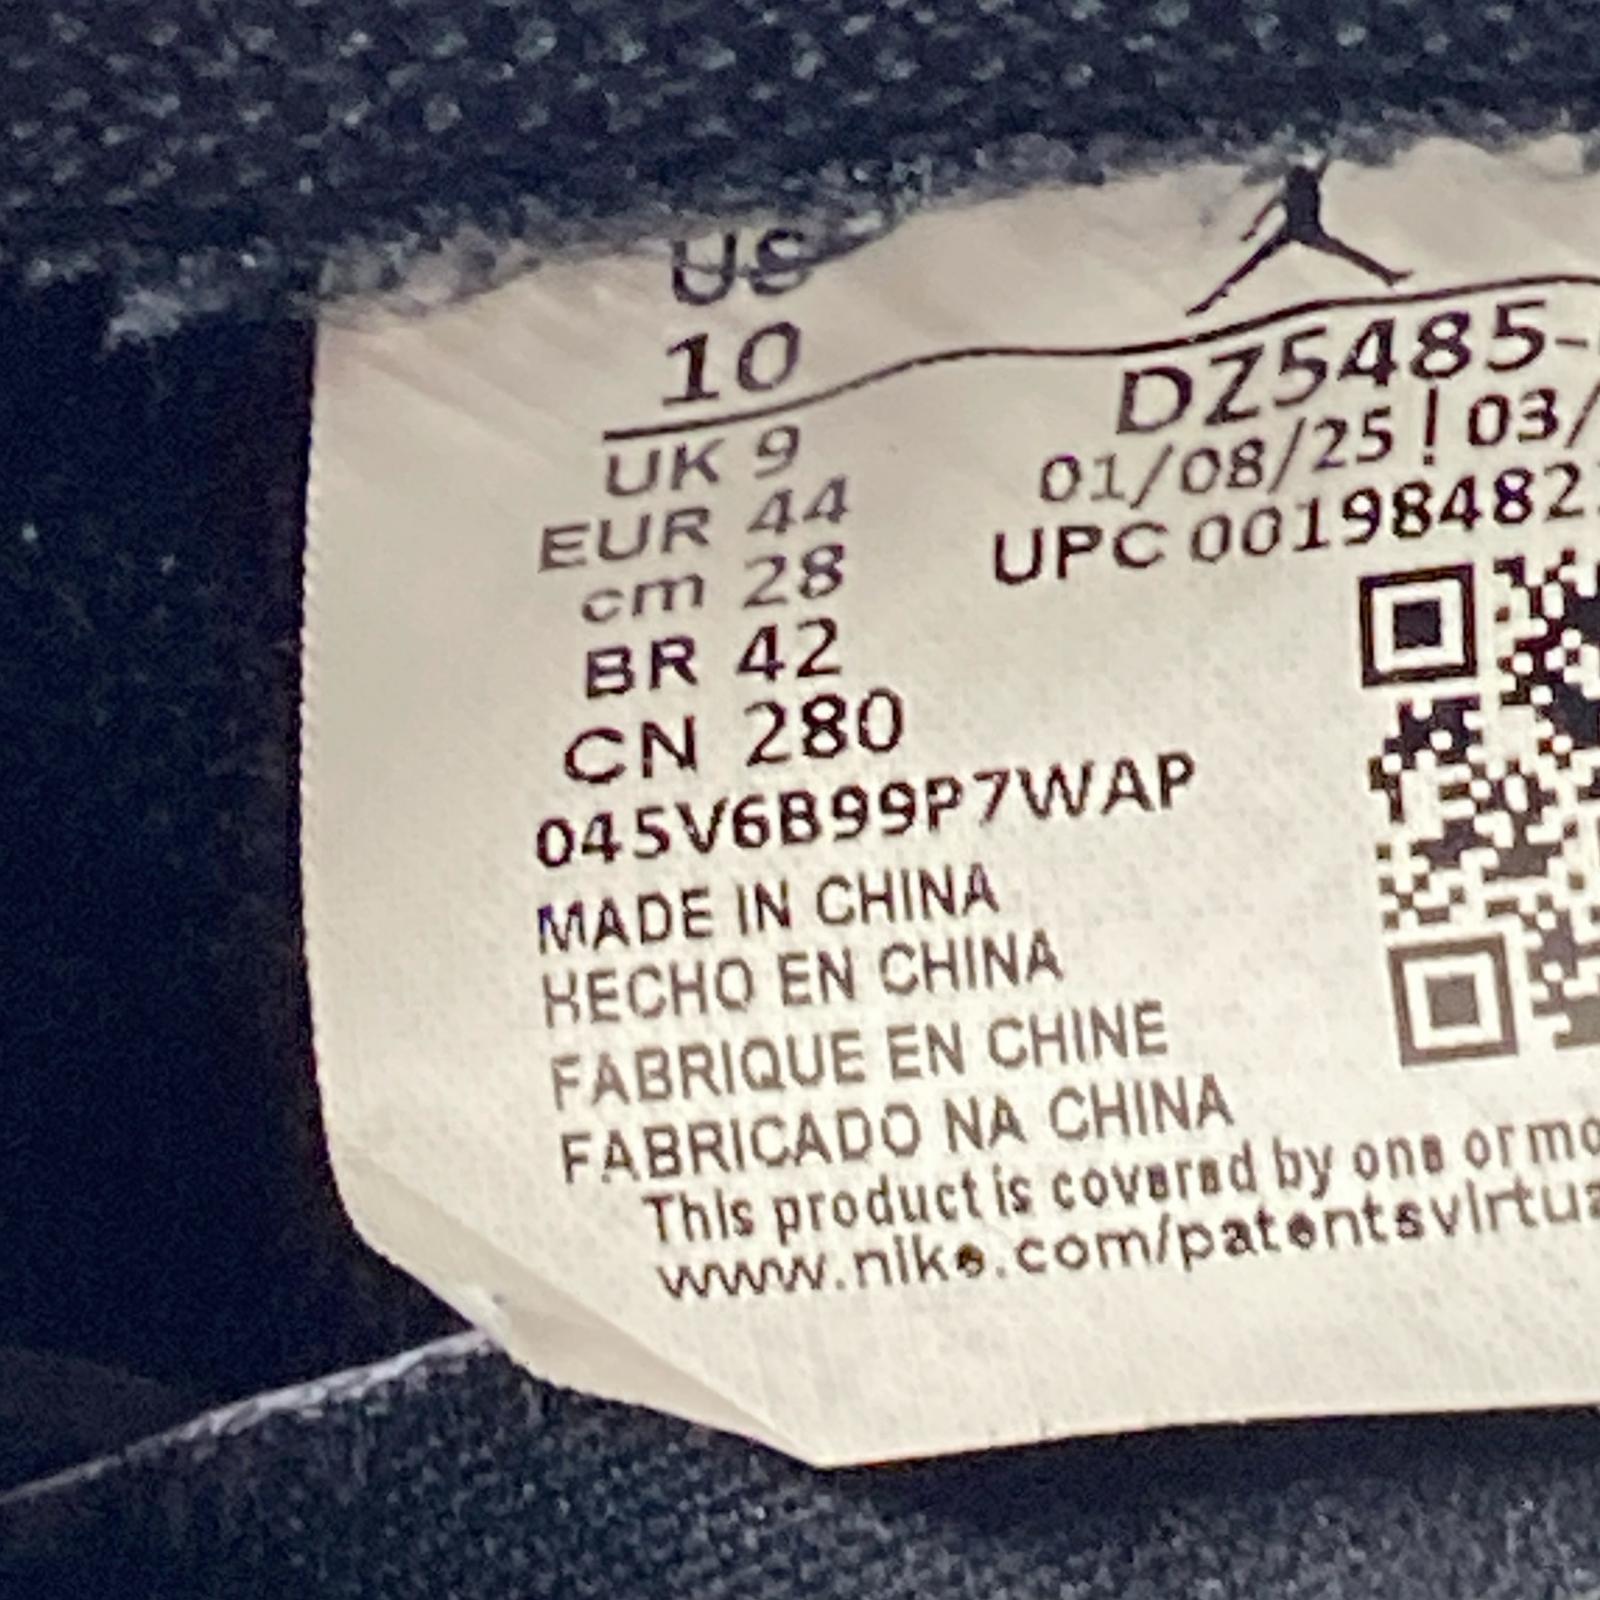 US
10
UK 9
EUR 44
cm 28
BR 42
CN 280
045V6B99P7WAP
MADE IN CHINA
HECHO EN CHINA
FABRIQUE EN CHINE
FABRICADO NA CHINA
This product is covered by one or mo
www.nike.com/patentsvirtua
DZ5485-
01/08/25 | 03/
UPC 00198482